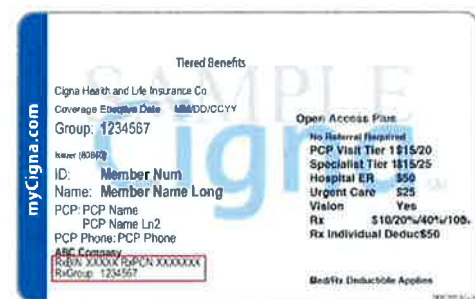 myCigna.com
SAMPLE
Cigna
Tiered Benefits
Cigna Health and Life Insurance Co
Coverage Effective Date MM/DD/CCYY
Group: 1234567
Issuer (80840)
ID: Member Num
Name: Member Name Long
PCP: PCP Name
PCP Name Ln2
PCP Phone: PCP Phone
ABC Company
RxBIN XXXXX RxPCN XXXXXXX
RxGroup 1234567
Open Access Plus
No Referral Required
PCP Visit Tier 1$15/20
Specialist Tier 1$15/25
Hospital ER $50
Urgent Care $25
Vision Yes
Rx $10/20%/40%/10$
Rx Individual Deduc$50
Med/Rx Deductible Applies